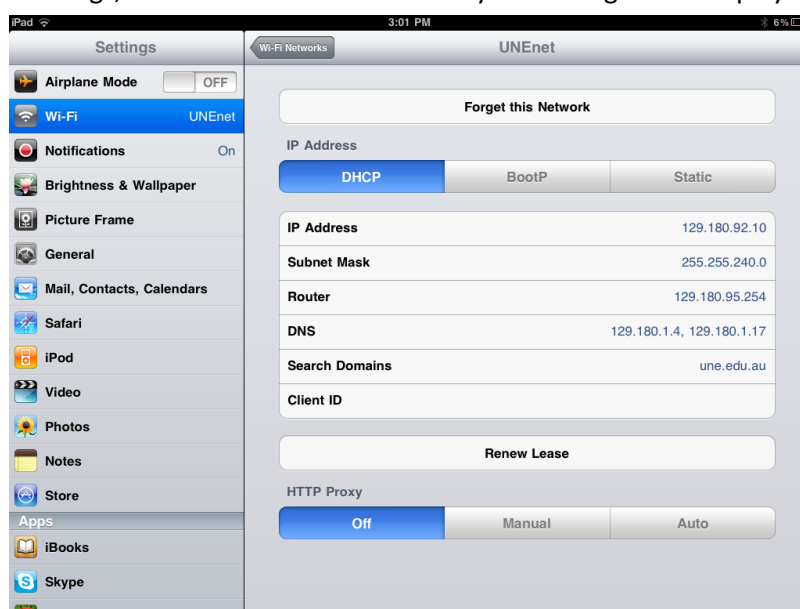 iPad 3:01 PM 6%
Settings
Wi-Fi Networks UNEnet
Airplane Mode OFF
Wi-Fi UNEnet
Notifications On
Brightness & Wallpaper
Picture Frame
General
Mail, Contacts, Calendars
Safari
iPod
Video
Photos
Notes
Store
Apps
iBooks
Skype
Forget this Network
IP Address
DHCP BootP Static
IP Address 129.180.92.10
Subnet Mask 255.255.240.0
Router 129.180.95.254
DNS 129.180.1.4, 129.180.1.17
Search Domains une.edu.au
Client ID
Renew Lease
HTTP Proxy
Off Manual Auto